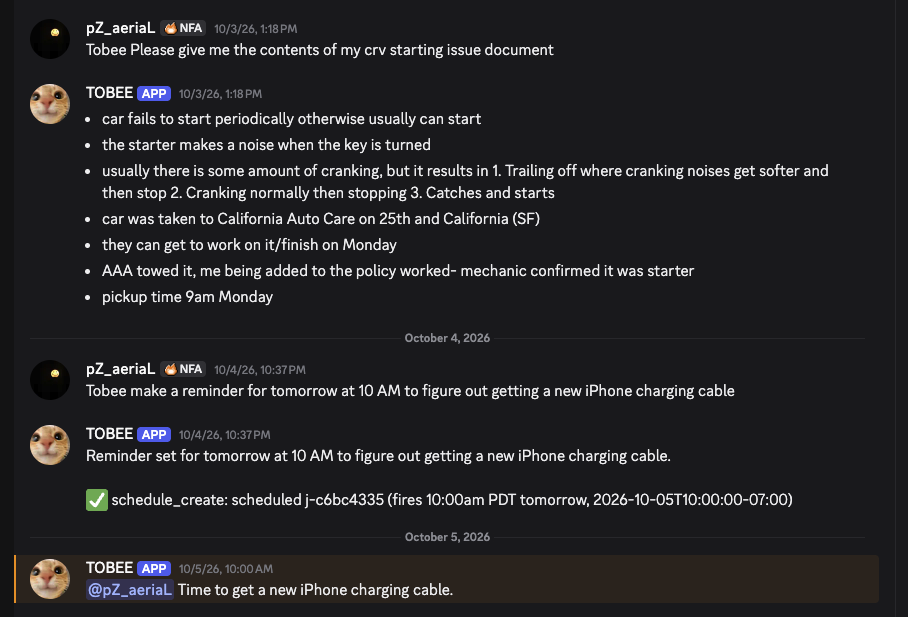 pZ_aeriaL NFA 10/3/26, 1:18 PM
Tobee Please give me the contents of my crv starting issue document
TOBEE APP 10/3/26, 1:18 PM
• car fails to start periodically otherwise usually can start
• the starter makes a noise when the key is turned
• usually there is some amount of cranking, but it results in 1. Trailing off where cranking noises get softer and
then stop 2. Cranking normally then stopping 3. Catches and starts
• car was taken to California Auto Care on 25th and California (SF)
• they can get to work on it/finish on Monday
• AAA towed it, me being added to the policy worked- mechanic confirmed it was starter
• pickup time 9am Monday
October 4, 2026
pZ_aeriaL NFA 10/4/26, 10:37 PM
Tobee make a reminder for tomorrow at 10 AM to figure out getting a new iPhone charging cable
TOBEE APP 10/4/26, 10:37 PM
Reminder set for tomorrow at 10 AM to figure out getting a new iPhone charging cable.
✅ schedule_create: scheduled j-c6bc4335 (fires 10:00am PDT tomorrow, 2026-10-05T10:00:00-07:00)
October 5, 2026
TOBEE APP 10/5/26, 10:00 AM
@pZ_aeriaL Time to get a new iPhone charging cable.